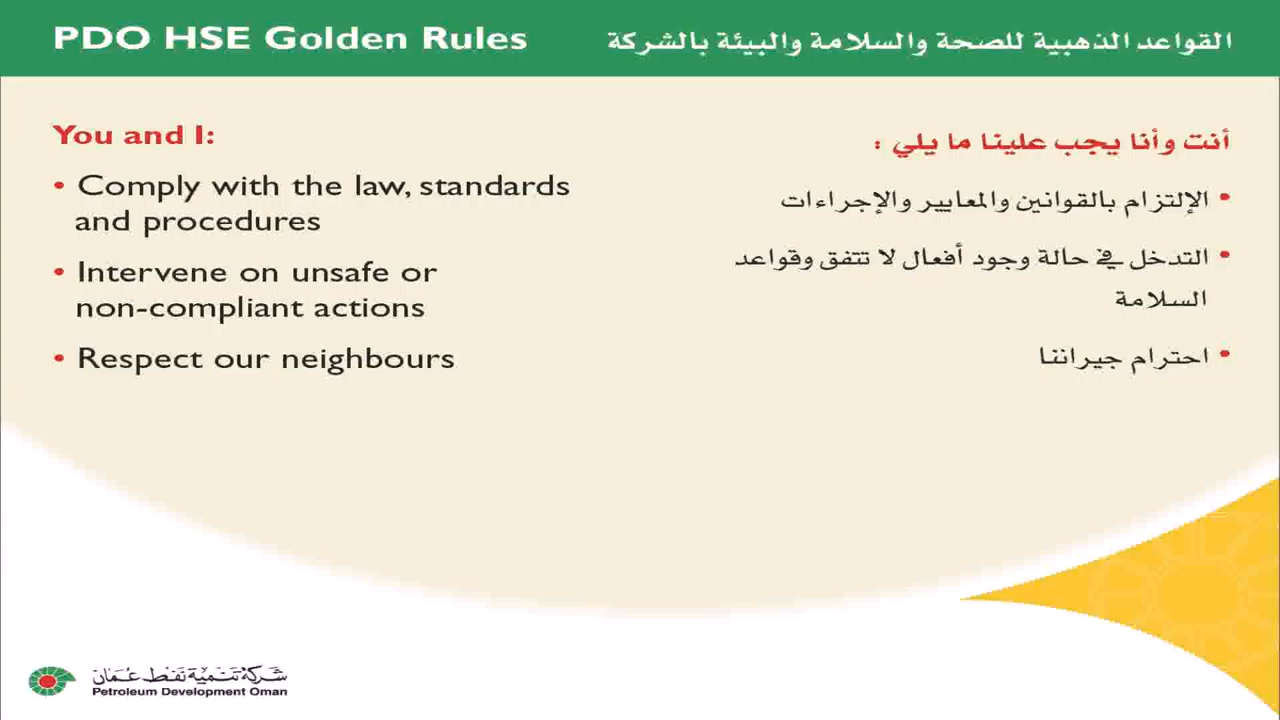 PDO HSE Golden Rules
القواعد الذهبية للصحة والسلامة والبيئة بالشركة
You and I:
• Comply with the law, standards
and procedures
• Intervene on unsafe or
non-compliant actions
• Respect our neighbours
أنت وأنا يجب علينا ما يلي :
• الإلتزام بالقوانين والمعايير والإجراءات
• التدخل في حالة وجود أفعال لا تتفق وقواعد
السلامة
• احترام جيراننا
شركة تنمية نفط عُمان
Petroleum Development Oman